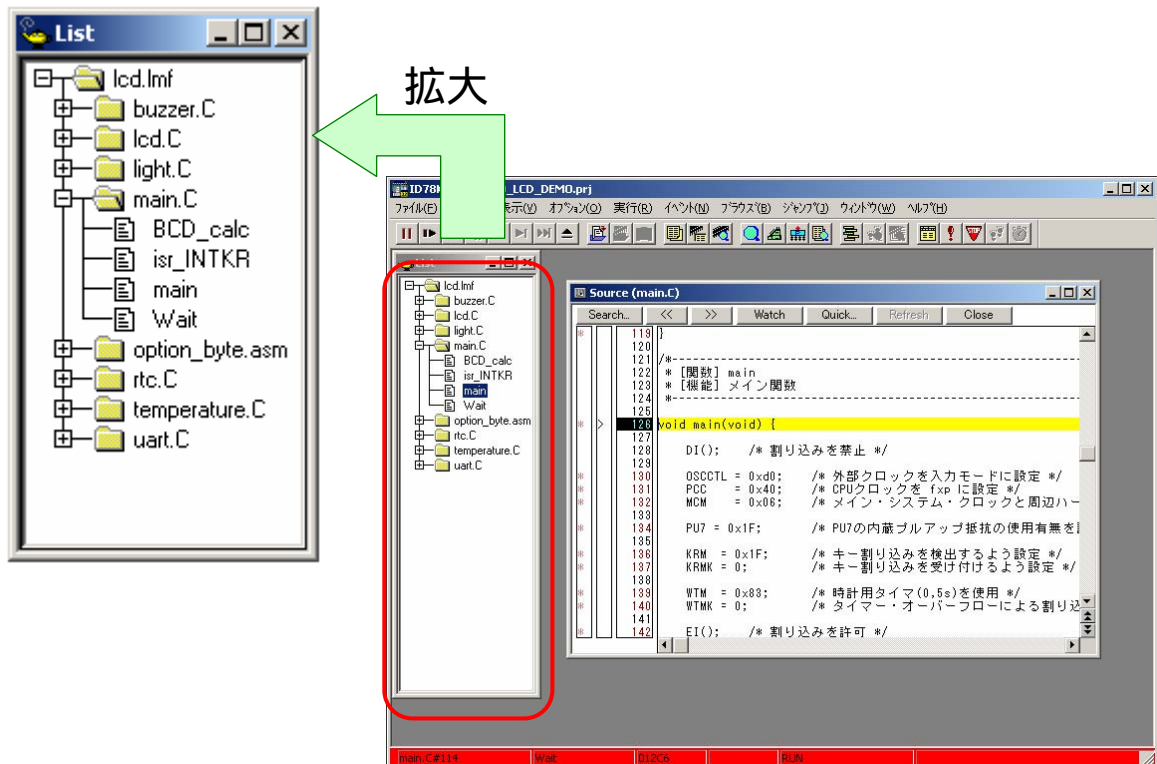 List
lcd.lmf
buzzer.C
lcd.C
light.C
main.C
BCD_calc
isr_INTKR
main
Wait
option_byte.asm
rtc.C
temperature.C
uart.C
拡大
_LCD_DEMO.prj
ファイル(F) 表示(V) オプション(O) 実行(R) イベント(N) ブラウズ(B) ジャンプ(J) ウィンドウ(W) ヘルプ(H)
lcd.lmf
buzzer.C
lcd.C
light.C
main.C
BCD_calc
isr_INTKR
main
Wait
option_byte.asm
rtc.C
temperature.C
uart.C
Source (main.C)
Search... << >> Watch Quick... Refresh Close
* 119 }
120
121 /*------------------------------------------------------
122 * [関数] main
123 * [機能] メイン関数
124 *------------------------------------------------------
125
* > 126 void main(void) {
127
128 DI(); /* 割り込みを禁止 */
129
* 130 OSCCTL = 0xd0; /* 外部クロックを入力モードに設定 */
* 131 PCC = 0x40; /* CPUクロックを fxp に設定 */
* 132 MCM = 0x06; /* メイン・システム・クロックと周辺ハー
133
* 134 PU7 = 0x1F; /* PU7の内蔵プルアップ抵抗の使用有無を
135
* 136 KRM = 0x1F; /* キー割り込みを検出するよう設定 */
* 137 KRMK = 0; /* キー割り込みを受け付けるよう設定 */
138
* 139 WTM = 0x83; /* 時計用タイマ(0,5s)を使用 */
* 140 WTMK = 0; /* タイマー・オーバーフローによる割り込
141
* 142 EI(); /* 割り込みを許可 */
main.C#114 Wait 012C6 RUN